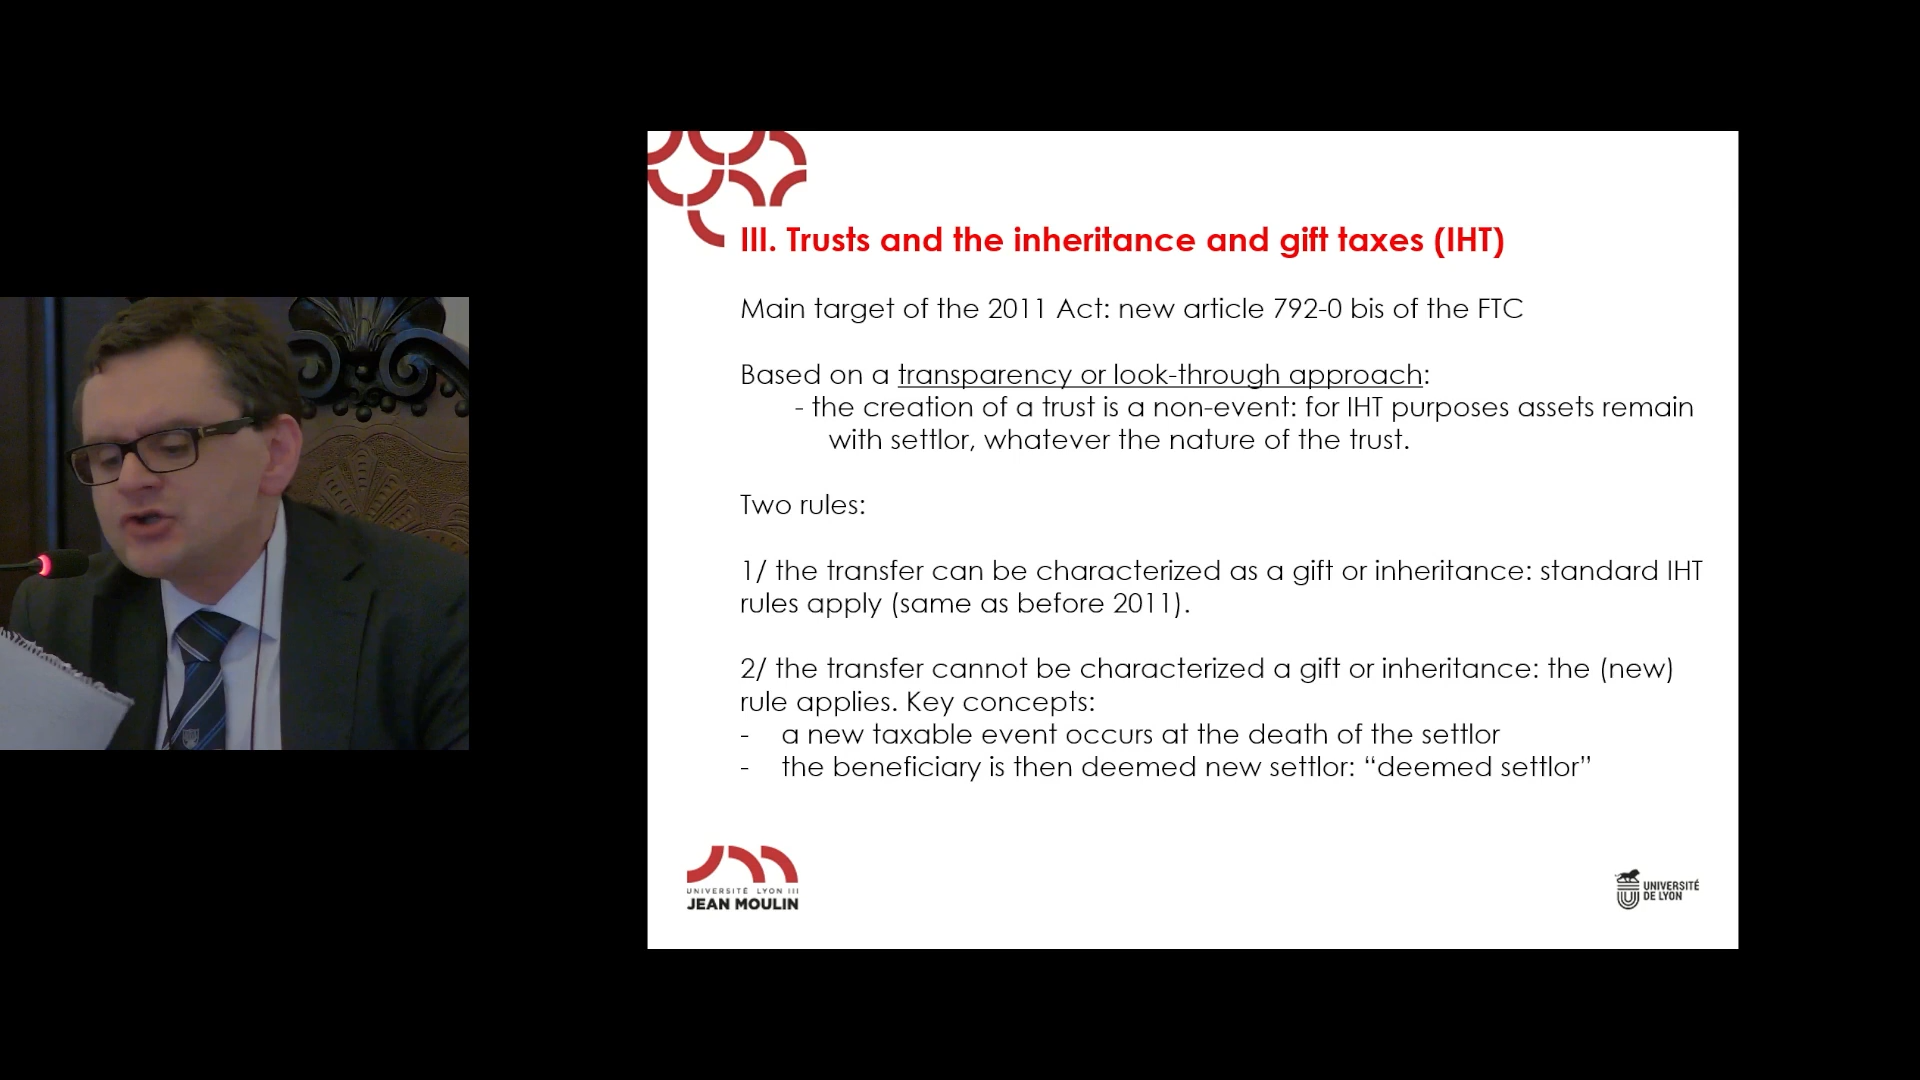 III. Trusts and the inheritance and gift taxes (IHT)
Main target of the 2011 Act: new article 792-0 bis of the FTC
Based on a transparency or look-through approach:
- the creation of a trust is a non-event: for IHT purposes assets remain
with settlor, whatever the nature of the trust.
Two rules:
1/ the transfer can be characterized as a gift or inheritance: standard IHT
rules apply (same as before 2011).
2/ the transfer cannot be characterized a gift or inheritance: the (new)
rule applies. Key concepts:
- a new taxable event occurs at the death of the settlor
- the beneficiary is then deemed new settlor: “deemed settlor”
UNIVERSITÉ LYON III
JEAN MOULIN
UNIVERSITÉ
DE LYON